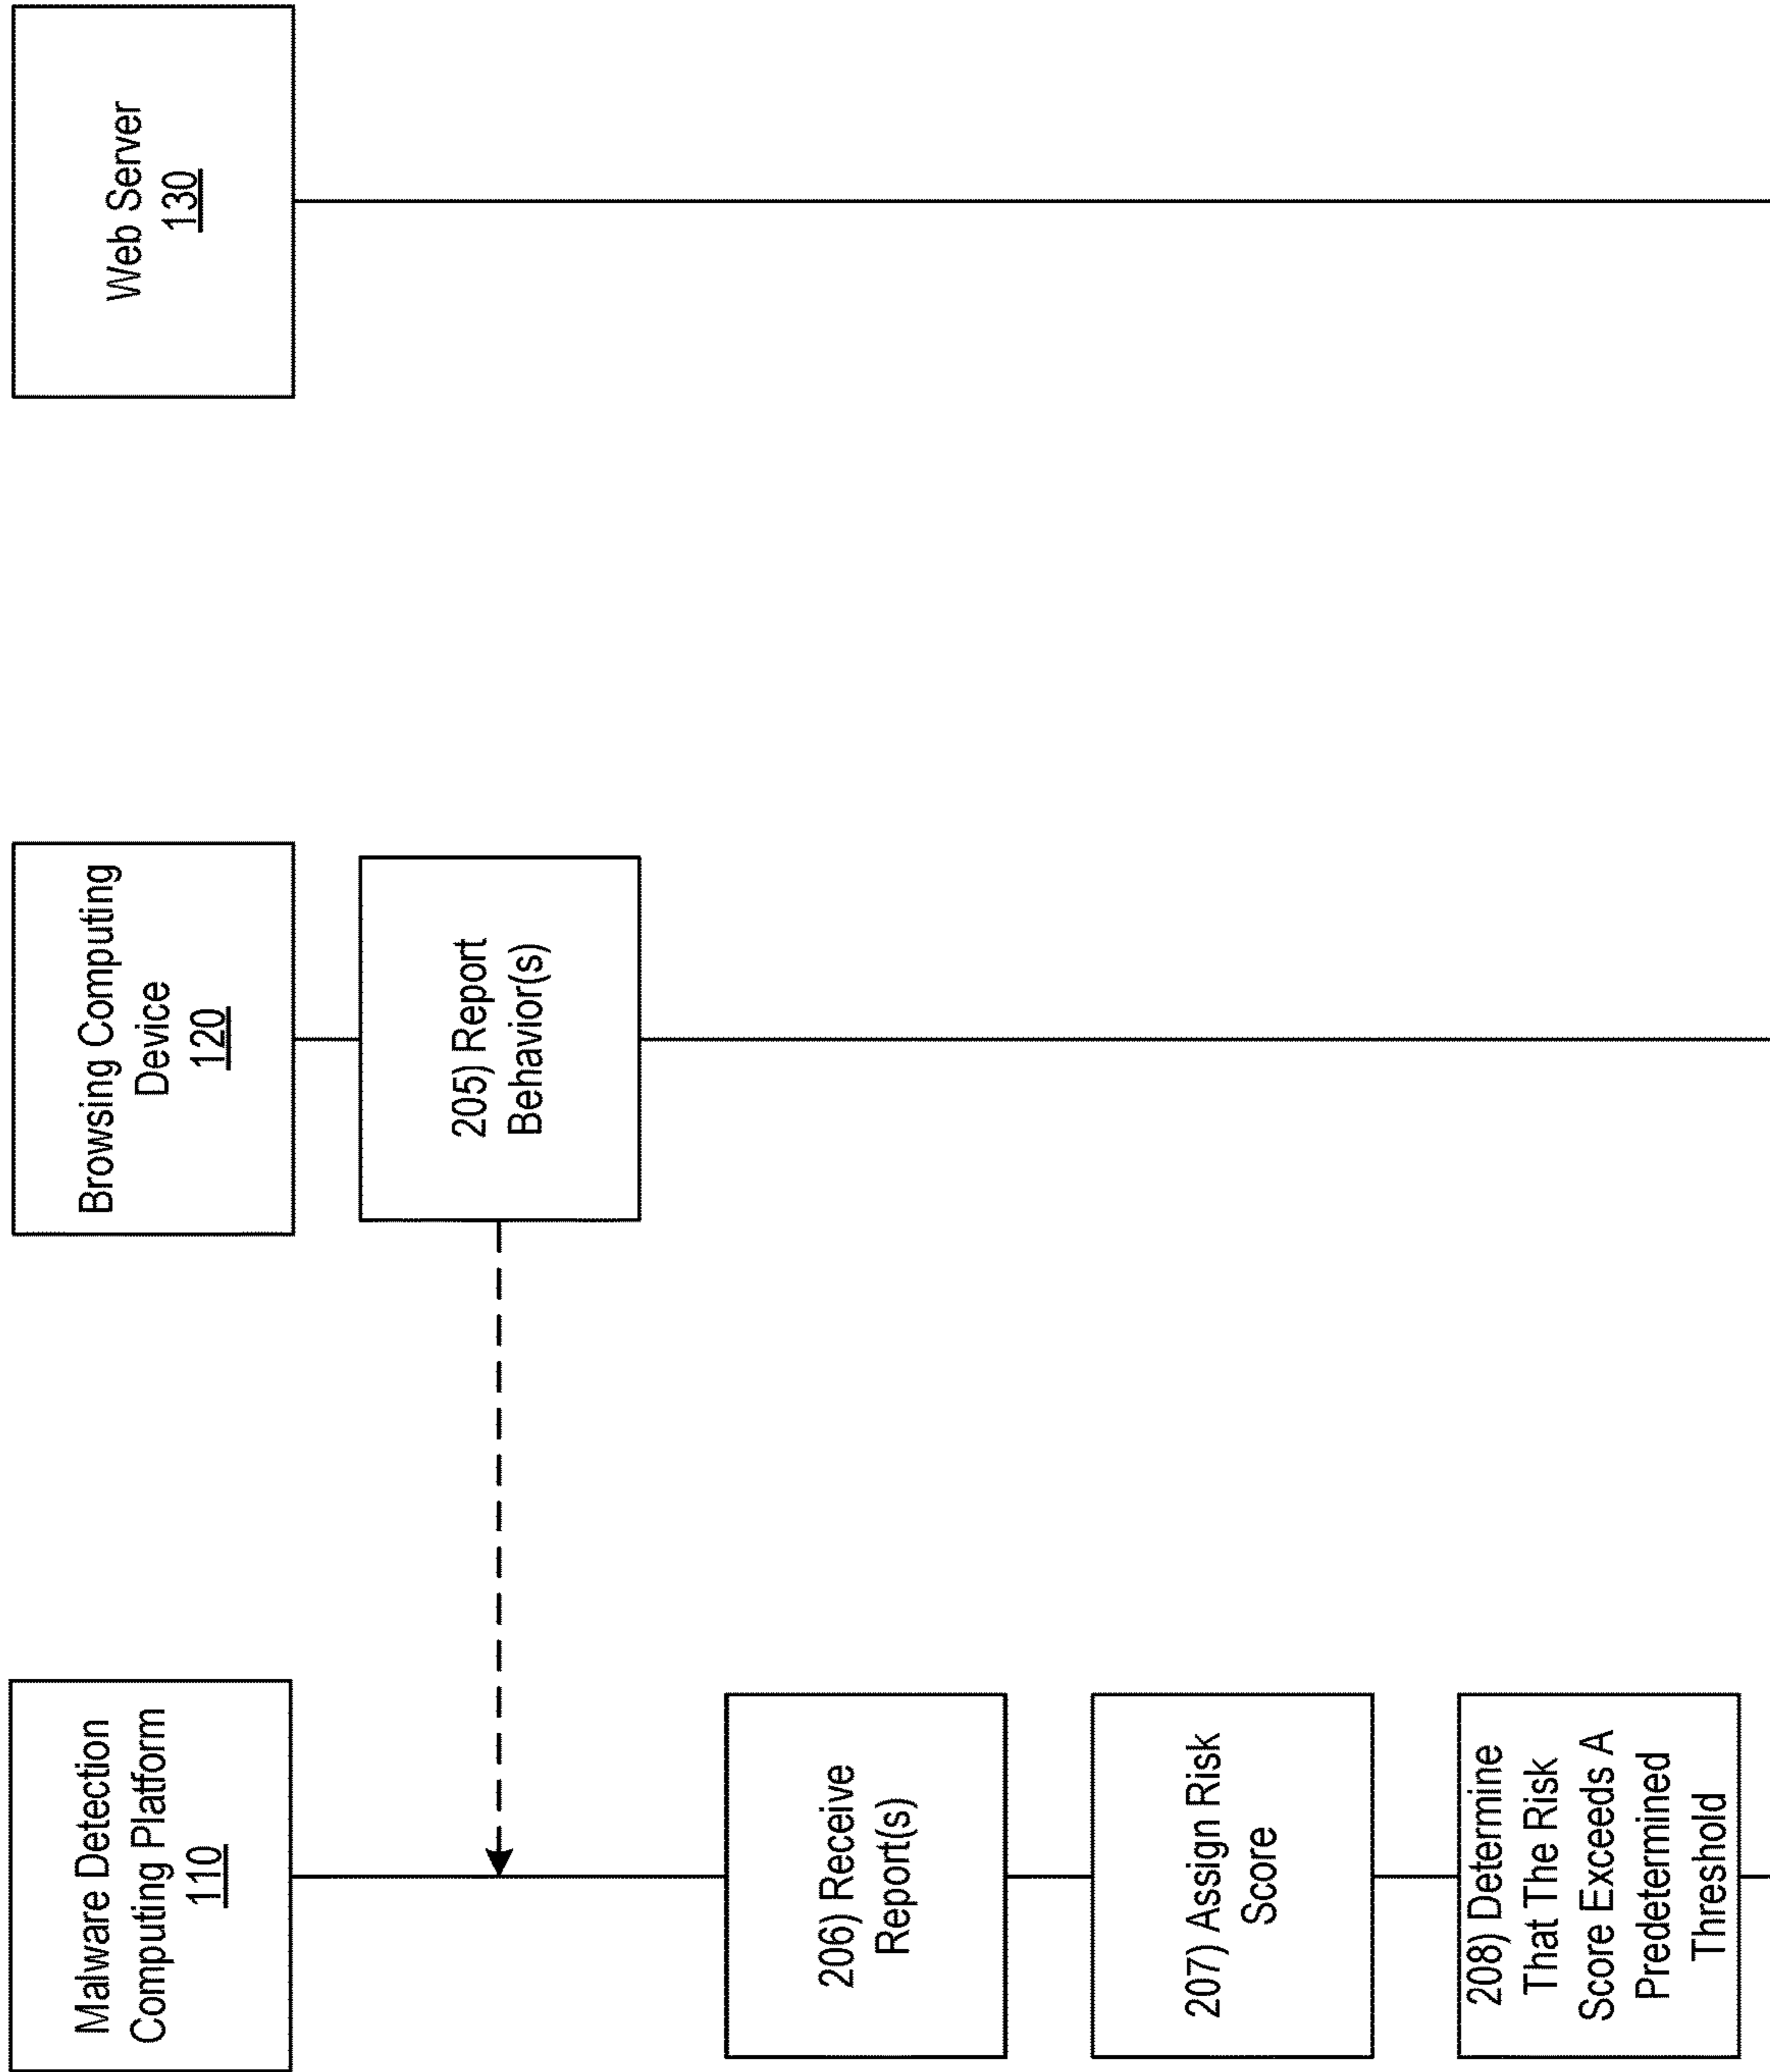 Malware Detection
Computing Platform
110
Browsing Computing
Device
120
Web Server
130
205) Report
Behavior(s)
206) Receive
Report(s)
207) Assign Risk
Score
208) Determine
That The Risk
Score Exceeds A
Predetermined
Threshold